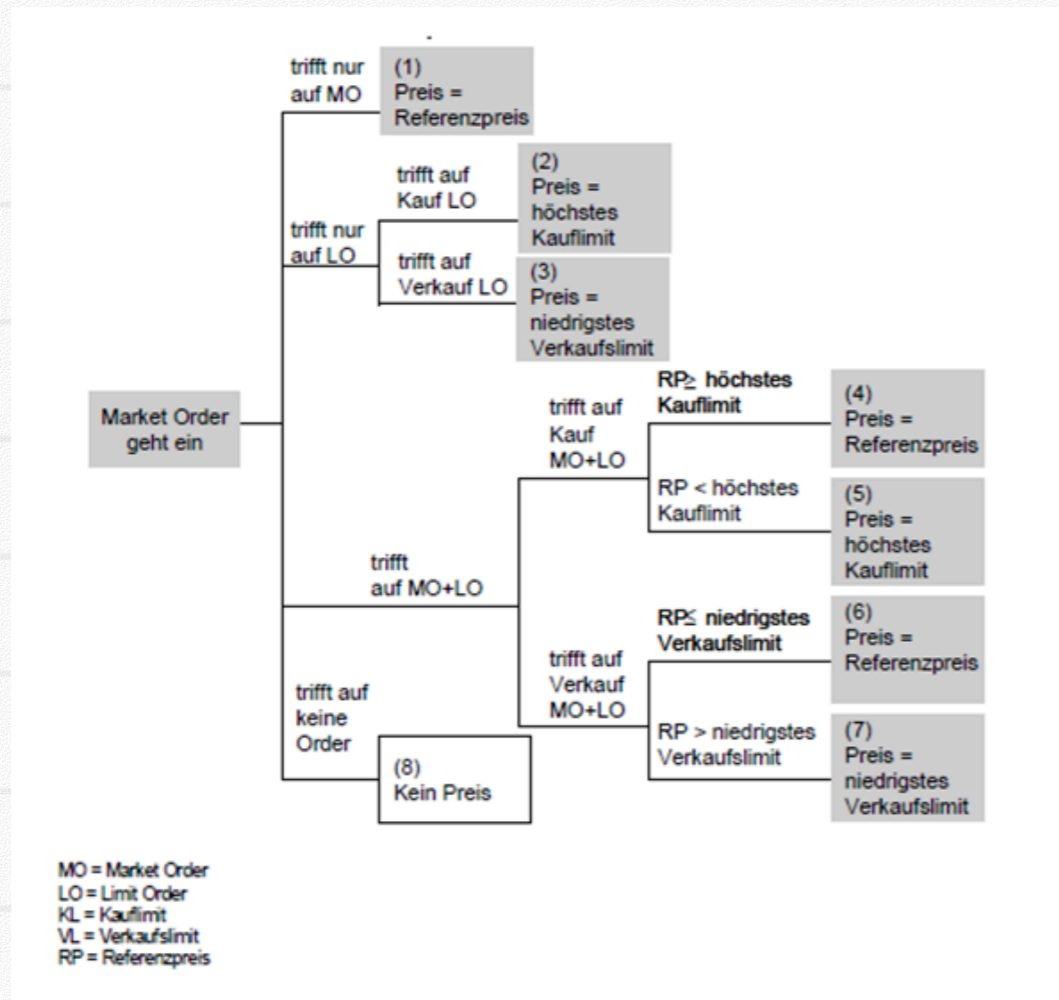 trifft nur
auf MO
(1)
Preis =
Referenzpreis
trifft nur
auf LO
trifft auf
Kauf LO
(2)
Preis =
höchstes
Kauflimit
trifft auf
Verkauf LO
(3)
Preis =
niedrigstes
Verkaufslimit
Market Order
geht ein
trifft
auf MO+LO
trifft auf
Kauf
MO+LO
RP≥ höchstes
Kauflimit
(4)
Preis =
Referenzpreis
RP < höchstes
Kauflimit
(5)
Preis =
höchstes
Kauflimit
trifft auf
Verkauf
MO+LO
RP≤ niedrigstes
Verkaufslimit
(6)
Preis =
Referenzpreis
RP > niedrigstes
Verkaufslimit
(7)
Preis =
niedrigstes
Verkaufslimit
trifft auf
keine
Order
(8)
Kein Preis
MO = Market Order
LO = Limit Order
KL = Kauflimit
VL = Verkaufslimit
RP = Referenzpreis